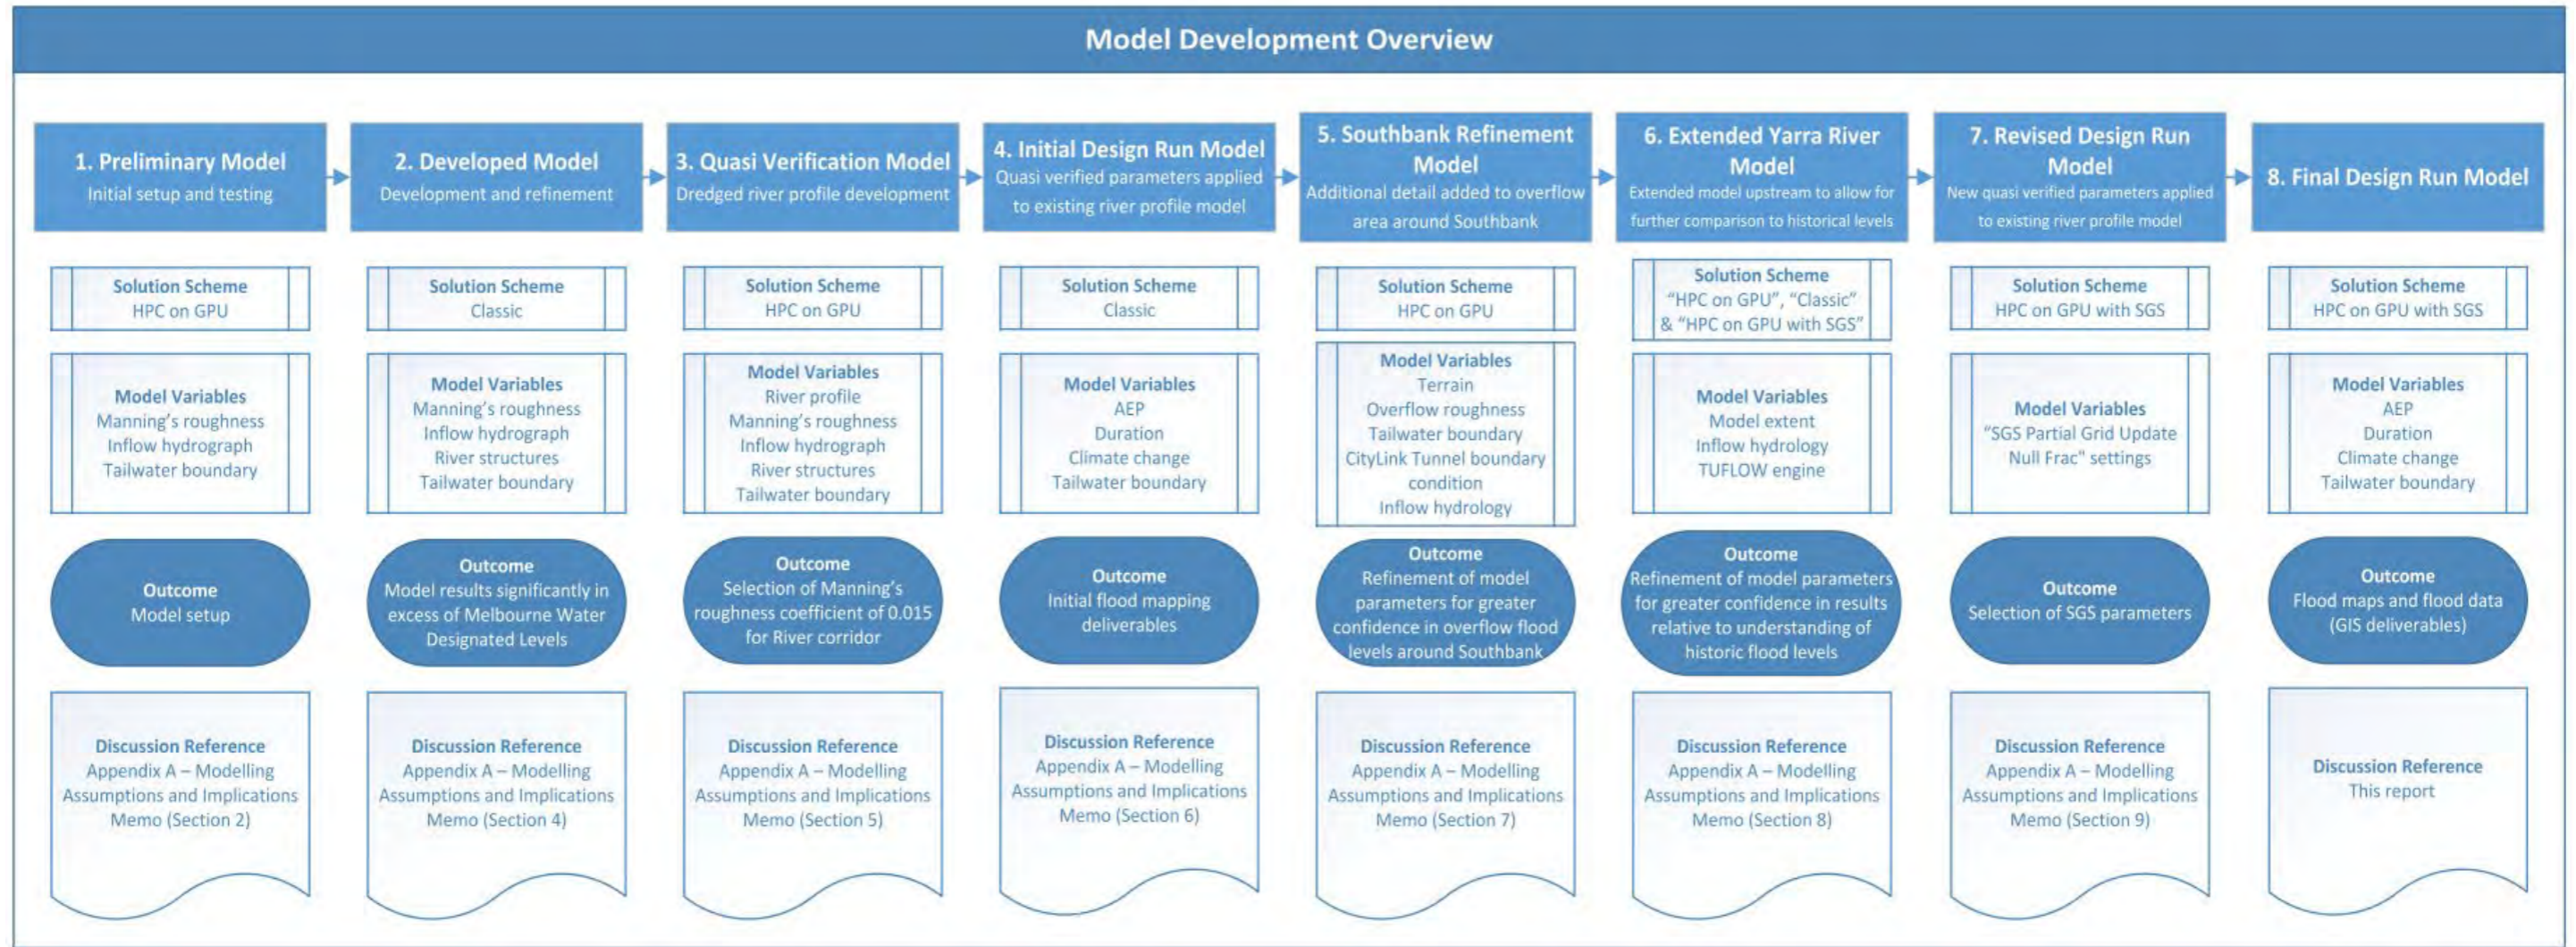 Model Development Overview
1. Preliminary Model
Initial setup and testing
2. Developed Model
Development and refinement
3. Quasi Verification Model
Dredged river profile development
4. Initial Design Run Model
Quasi verified parameters applied
to existing river profile model
5. Southbank Refinement
Model
Additional detail added to overflow
area around Southbank
6. Extended Yarra River
Model
Extended model upstream to allow for
further comparison to historical levels
7. Revised Design Run
Model
New quasi verified parameters applied
to existing river profile model
8. Final Design Run Model
Solution Scheme
HPC on GPU
Solution Scheme
Classic
Solution Scheme
HPC on GPU
Solution Scheme
Classic
Solution Scheme
HPC on GPU
Solution Scheme
"HPC on GPU", "Classic"
& "HPC on GPU with SGS"
Solution Scheme
HPC on GPU with SGS
Solution Scheme
HPC on GPU with SGS
Model Variables
Manning's roughness
Inflow hydrograph
Tailwater boundary
Model Variables
Manning's roughness
Inflow hydrograph
River structures
Tailwater boundary
Model Variables
River profile
Manning's roughness
Inflow hydrograph
River structures
Tailwater boundary
Model Variables
AEP
Duration
Climate change
Tailwater boundary
Model Variables
Terrain
Overflow roughness
Tailwater boundary
CityLink Tunnel boundary
condition
Inflow hydrology
Model Variables
Model extent
Inflow hydrology
TUFLOW engine
Model Variables
"SGS Partial Grid Update
Null Frac" settings
Model Variables
AEP
Duration
Climate change
Tailwater boundary
Outcome
Model setup
Outcome
Model results significantly in
excess of Melbourne Water
Designated Levels
Outcome
Selection of Manning's
roughness coefficient of 0.015
for River corridor
Outcome
Initial flood mapping
deliverables
Outcome
Refinement of model
parameters for greater
confidence in overflow flood
levels around Southbank
Outcome
Refinement of model parameters
for greater confidence in results
relative to understanding of
historic flood levels
Outcome
Selection of SGS parameters
Outcome
Flood maps and flood data
(GIS deliverables)
Discussion Reference
Appendix A – Modelling
Assumptions and Implications
Memo (Section 2)
Discussion Reference
Appendix A – Modelling
Assumptions and Implications
Memo (Section 4)
Discussion Reference
Appendix A – Modelling
Assumptions and Implications
Memo (Section 5)
Discussion Reference
Appendix A – Modelling
Assumptions and Implications
Memo (Section 6)
Discussion Reference
Appendix A – Modelling
Assumptions and Implications
Memo (Section 7)
Discussion Reference
Appendix A – Modelling
Assumptions and Implications
Memo (Section 8)
Discussion Reference
Appendix A – Modelling
Assumptions and Implications
Memo (Section 9)
Discussion Reference
This report